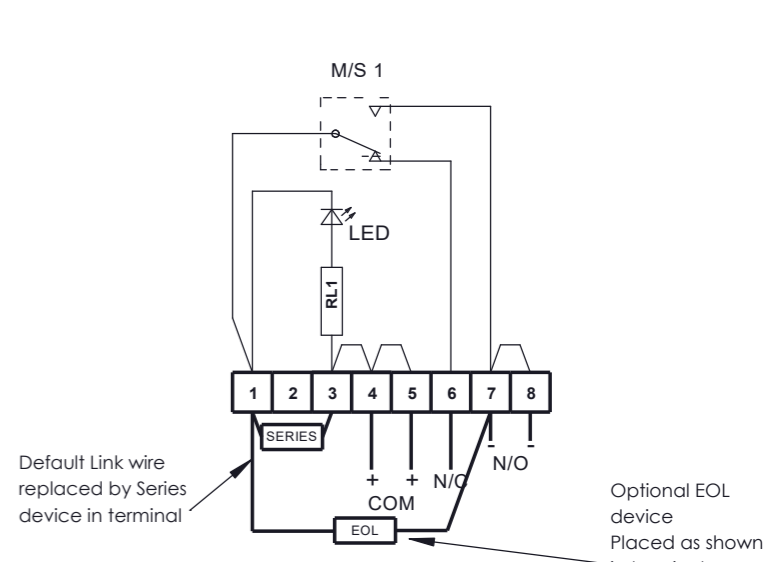 M/S 1
LED
RL1
1 2 3 4 5 6 7 8
SERIES
- -
N/O
+ + N/C
COM
EOL
Default Link wire
replaced by Series
device in terminal
Optional EOL
device
Placed as shown